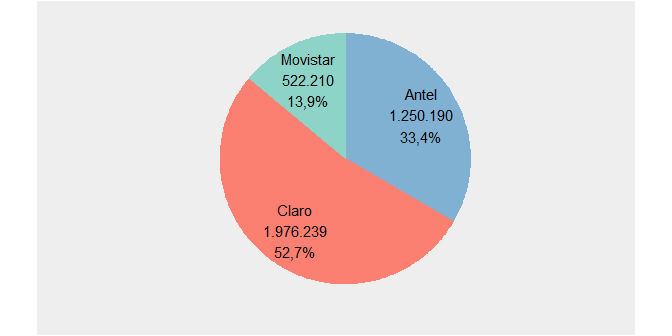 Movistar
522.210
13,9%
Antel
1.250.190
33,4%
Claro
1.976.239
52,7%